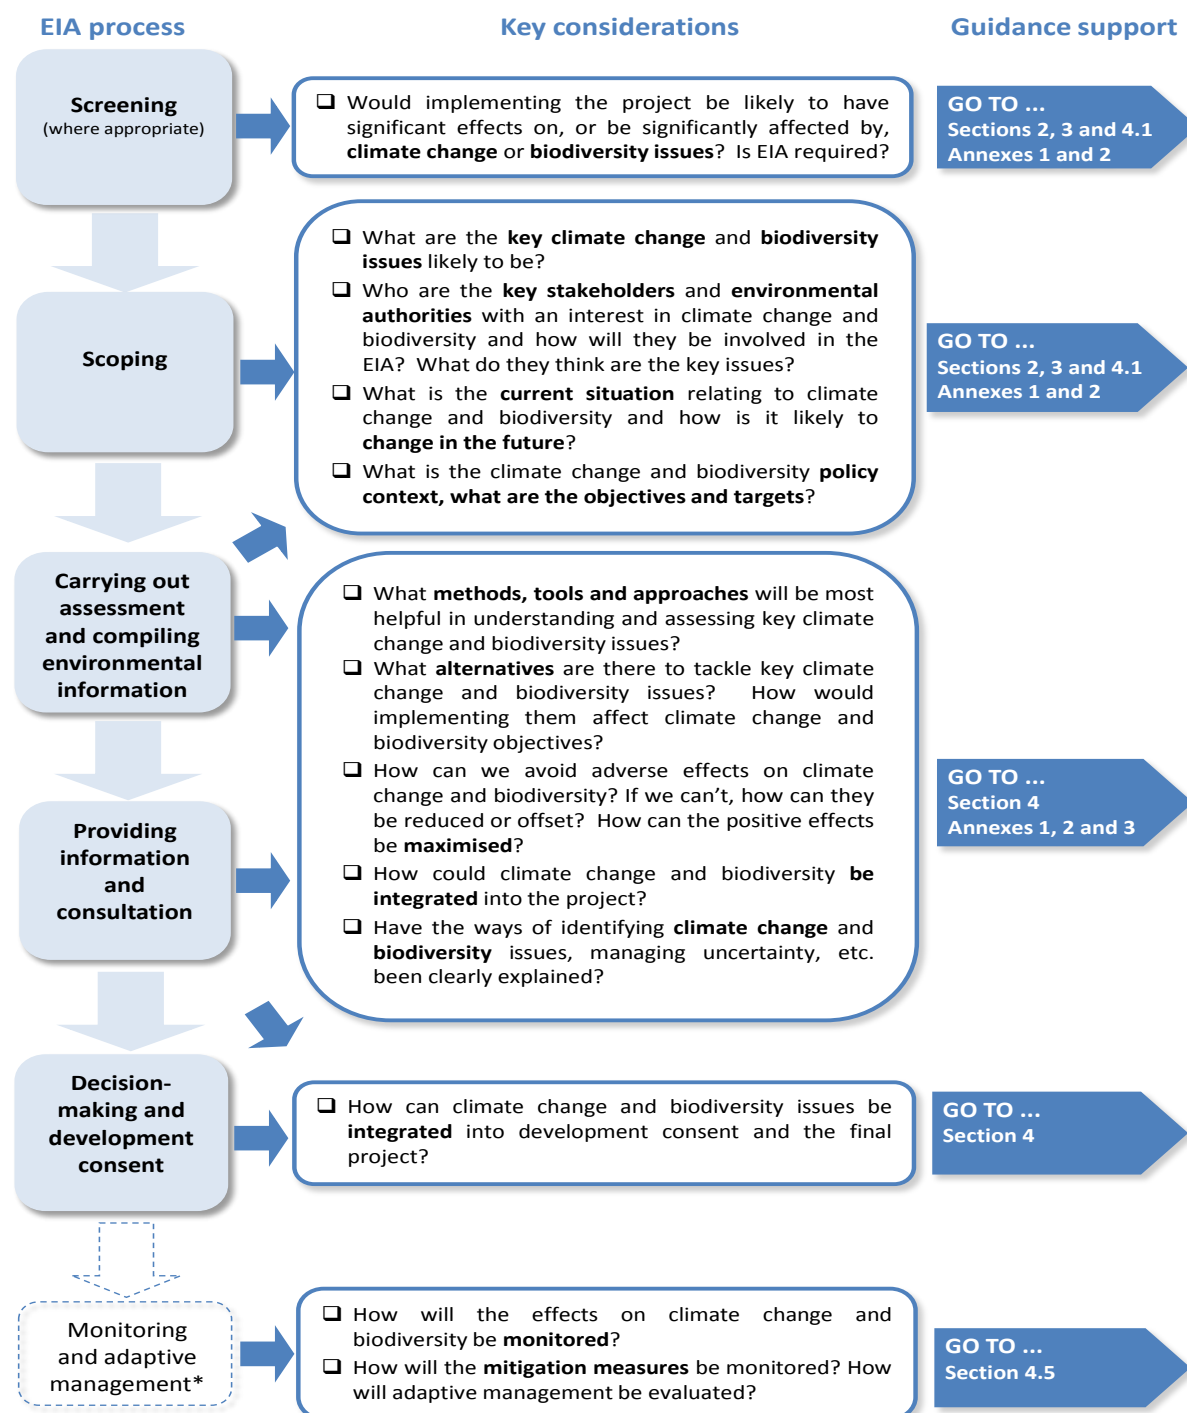 EIA process
Key considerations
Guidance support
Screening
(where appropriate)
❑ Would implementing the project be likely to have
significant effects on, or be significantly affected by,
climate change or biodiversity issues? Is EIA required?
GO TO ...
Sections 2, 3 and 4.1
Annexes 1 and 2
Scoping
❑ What are the key climate change and biodiversity
issues likely to be?
❑ Who are the key stakeholders and environmental
authorities with an interest in climate change and
biodiversity and how will they be involved in the
EIA? What do they think are the key issues?
❑ What is the current situation relating to climate
change and biodiversity and how is it likely to
change in the future?
❑ What is the climate change and biodiversity policy
context, what are the objectives and targets?
GO TO ...
Sections 2, 3 and 4.1
Annexes 1 and 2
Carrying out
assessment
and compiling
environmental
information
Providing
information
and
consultation
❑ What methods, tools and approaches will be most
helpful in understanding and assessing key climate
change and biodiversity issues?
❑ What alternatives are there to tackle key climate
change and biodiversity issues? How would
implementing them affect climate change and
biodiversity objectives?
❑ How can we avoid adverse effects on climate
change and biodiversity? If we can't, how can they
be reduced or offset? How can the positive effects
be maximised?
❑ How could climate change and biodiversity be
integrated into the project?
❑ Have the ways of identifying climate change and
biodiversity issues, managing uncertainty, etc.
been clearly explained?
GO TO ...
Section 4
Annexes 1, 2 and 3
Decision-
making and
development
consent
❑ How can climate change and biodiversity issues be
integrated into development consent and the final
project?
GO TO ...
Section 4
Monitoring
and adaptive
management*
❑ How will the effects on climate change and
biodiversity be monitored?
❑ How will the mitigation measures be monitored? How
will adaptive management be evaluated?
GO TO ...
Section 4.5